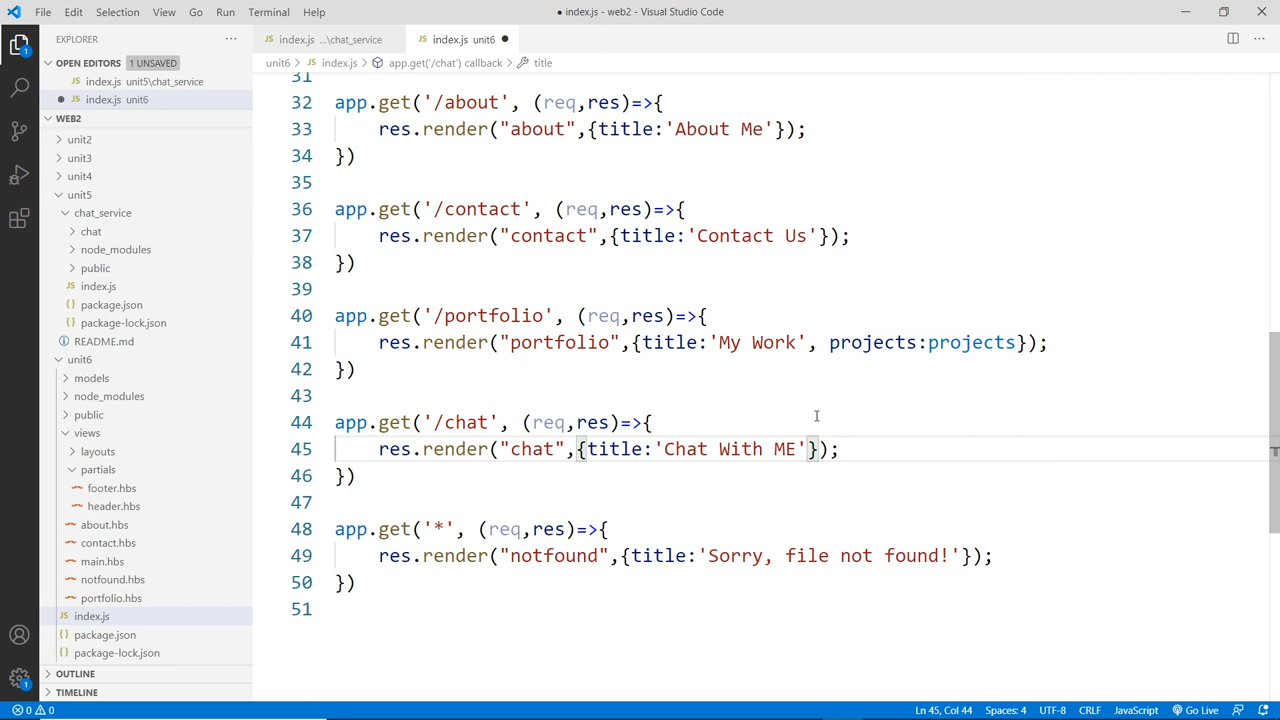 File Edit Selection View Go Run Terminal Help
● index.js - web2 - Visual Studio Code
EXPLORER
OPEN EDITORS 1 UNSAVED
JS index.js unit5\chat_service
● JS index.js unit6
WEB2
unit2
unit3
unit4
unit5
chat_service
chat
node_modules
public
JS index.js
{} package.json
{} package-lock.json
README.md
unit6
models
node_modules
public
views
layouts
partials
footer.hbs
header.hbs
about.hbs
contact.hbs
main.hbs
notfound.hbs
portfolio.hbs
JS index.js
{} package.json
{} package-lock.json
OUTLINE
TIMELINE
1
1
JS index.js ...\chat_service
JS index.js unit6 ●
unit6 > JS index.js > app.get('/chat') callback > title
31
32 app.get('/about', (req,res)=>{
33 res.render("about",{title:'About Me'});
34 })
35
36 app.get('/contact', (req,res)=>{
37 res.render("contact",{title:'Contact Us'});
38 })
39
40 app.get('/portfolio', (req,res)=>{
41 res.render("portfolio",{title:'My Work', projects:projects});
42 })
43
44 app.get('/chat', (req,res)=>{
45 res.render("chat",{title:'Chat With ME'});
46 })
47
48 app.get('*', (req,res)=>{
49 res.render("notfound",{title:'Sorry, file not found!'});
50 })
51
0 0
Ln 45, Col 44 Spaces: 4 UTF-8 CRLF JavaScript Go Live